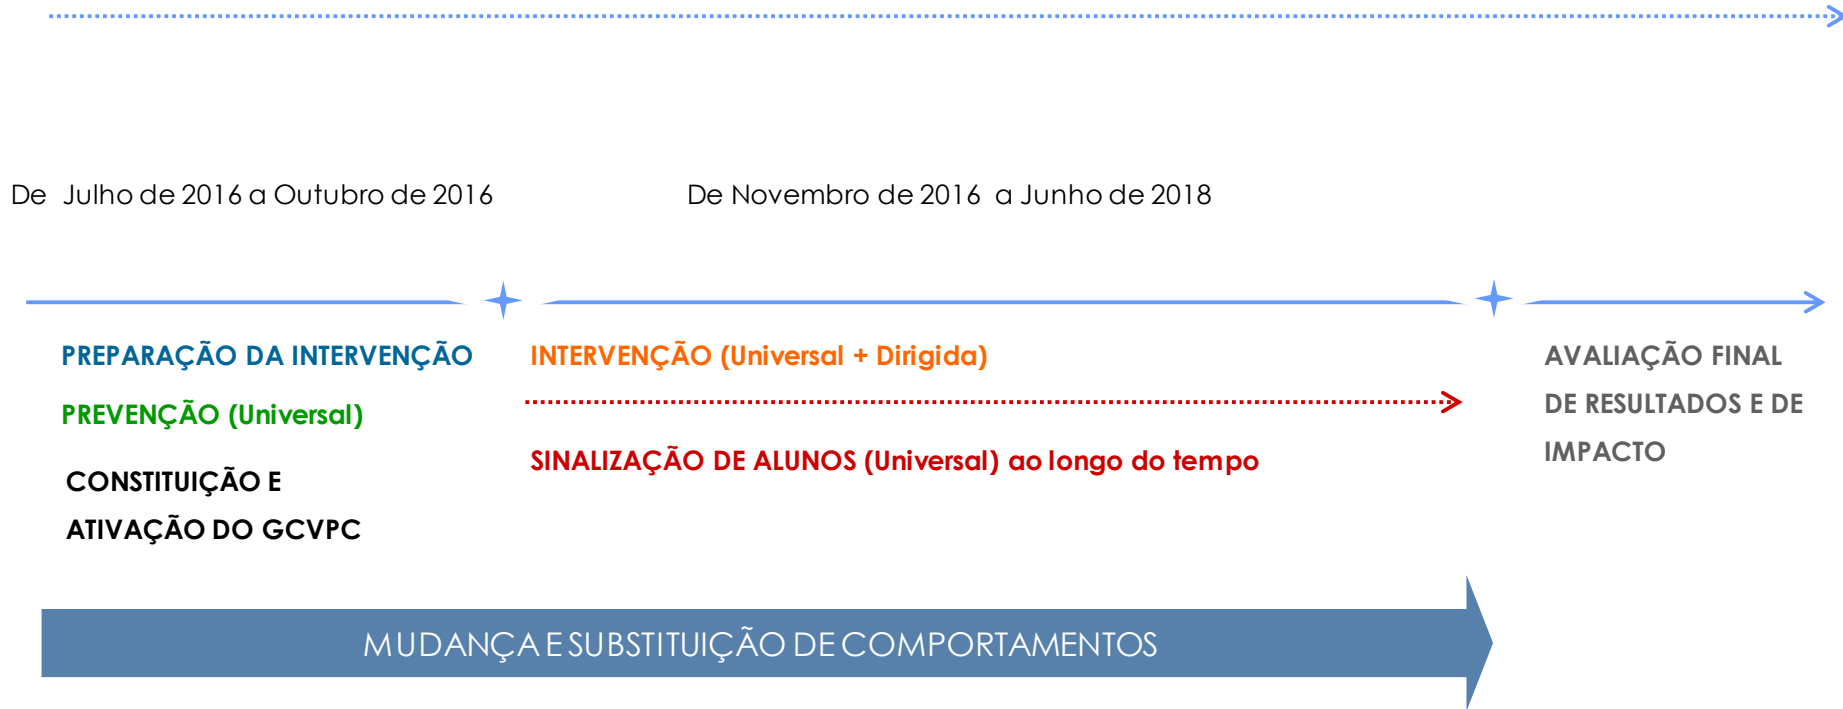 De Julho de 2016 a Outubro de 2016
De Novembro de 2016 a Junho de 2018
PREPARAÇÃO DA INTERVENÇÃO
PREVENÇÃO (Universal)
CONSTITUIÇÃO E
ATIVAÇÃO DO GCVPC
INTERVENÇÃO (Universal + Dirigida)
SINALIZAÇÃO DE ALUNOS (Universal) ao longo do tempo
AVALIAÇÃO FINAL
DE RESULTADOS E DE
IMPACTO
MUDANÇA E SUBSTITUIÇÃO DE COMPORTAMENTOS